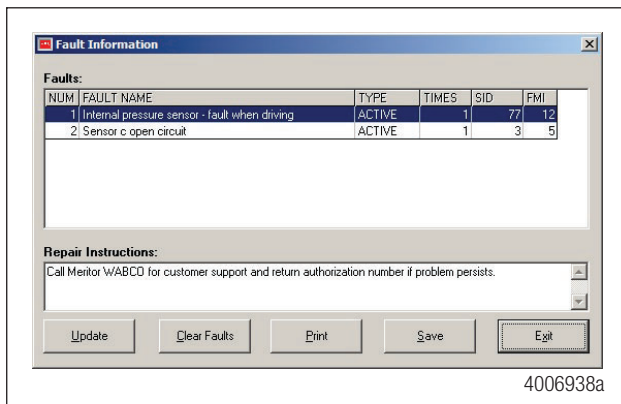 Fault Information
Faults:
NUM FAULT NAME TYPE TIMES SID FMI
1 Internal pressure sensor - fault when driving ACTIVE 1 77 12
2 Sensor c open circuit ACTIVE 1 3 5
Repair Instructions:
Call Meritor WABCO for customer support and return authorization number if problem persists.
Update Clear Faults Print Save Exit
4006938a